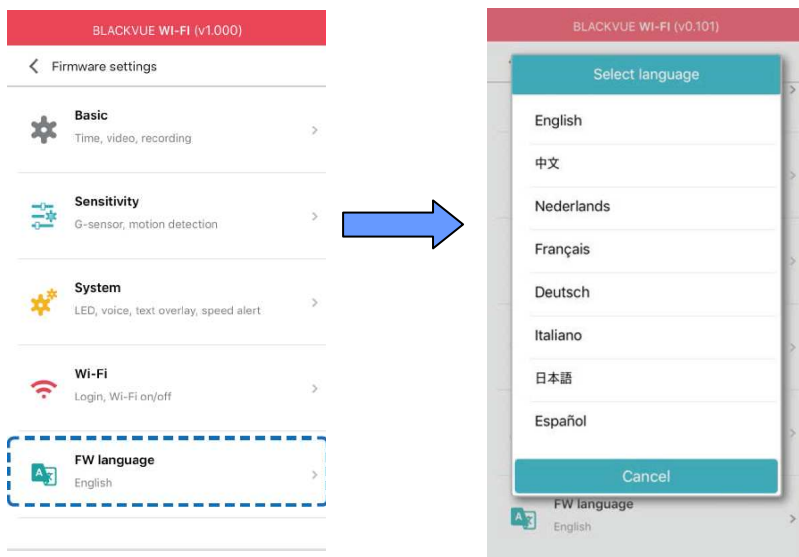 BLACKVUE WI-FI (v1.000)
Firmware settings
Basic
Time, video, recording
Sensitivity
G-sensor, motion detection
System
LED, voice, text overlay, speed alert
Wi-Fi
Login, Wi-Fi on/off
FW language
English
BLACKVUE WI-FI (v0.101)
Select language
English
中文
Nederlands
Français
Deutsch
Italiano
日本語
Español
Cancel
FW language
English